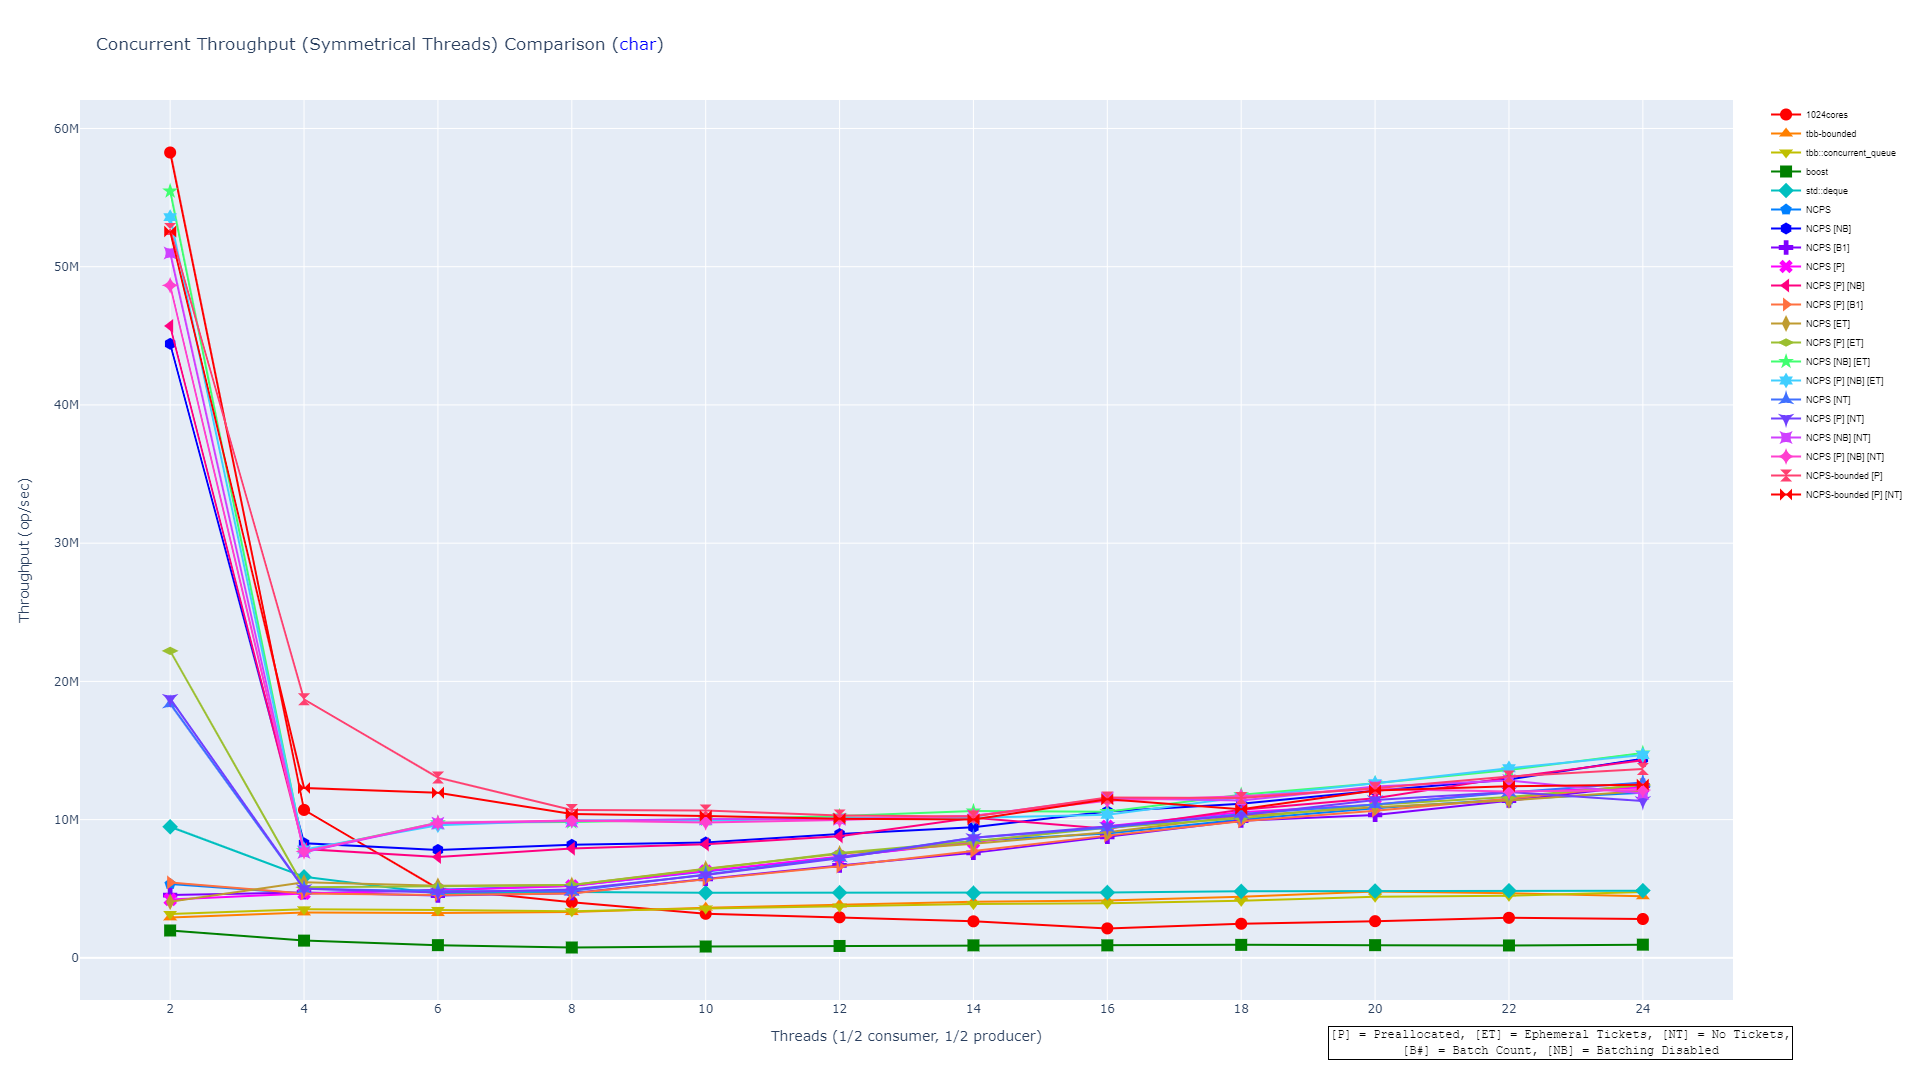 Concurrent Throughput (Symmetrical Threads) Comparison (char)
Throughput (op/sec)
60M
50M
40M
30M
20M
10M
0
2 4 6 8 10 12 14 16 18 20 22 24
Threads (1/2 consumer, 1/2 producer)
1024cores
tbb-bounded
tbb::concurrent_queue
boost
std::deque
NCPS
NCPS [NB]
NCPS [B1]
NCPS [P]
NCPS [P] [NB]
NCPS [P] [B1]
NCPS [ET]
NCPS [P] [ET]
NCPS [NB] [ET]
NCPS [P] [NB] [ET]
NCPS [NT]
NCPS [P] [NT]
NCPS [NB] [NT]
NCPS [P] [NB] [NT]
NCPS-bounded [P]
NCPS-bounded [P] [NT]
[P] = Preallocated, [ET] = Ephemeral Tickets, [NT] = No Tickets,
[B#] = Batch Count, [NB] = Batching Disabled